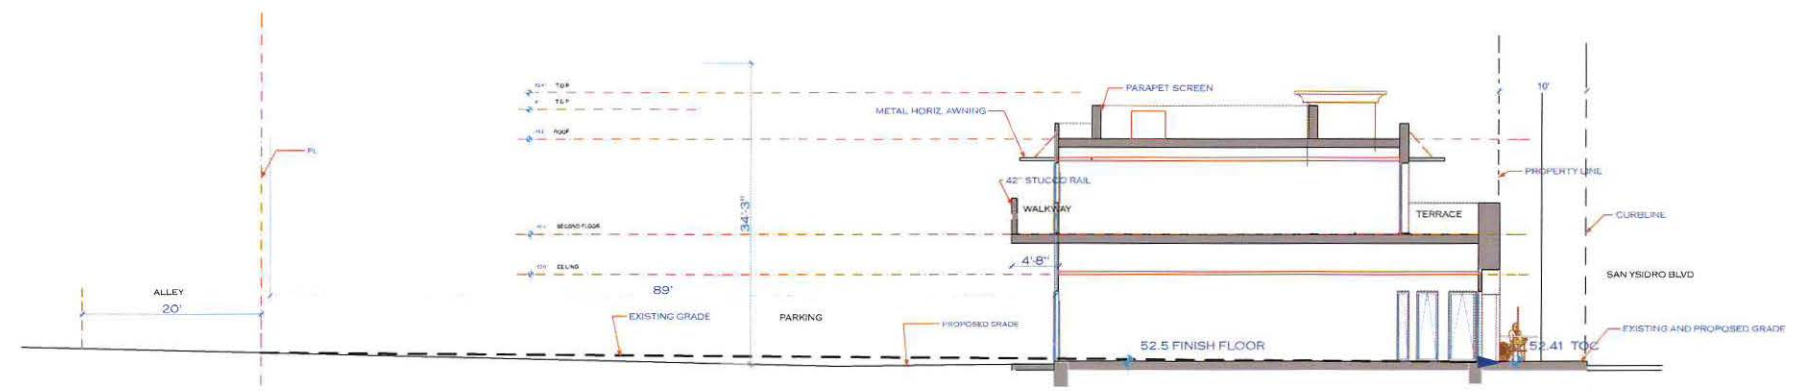 10'
T.O.P
PARAPET SCREEN
T.O.P
METAL HORIZ. AWNING
ROOF
PL
PROPERTY LINE
42" STUCCO RAIL
34'-3"
WALKWAY
TERRACE
CURBLINE
SECOND FLOOR
4'-8"
CEILING
SAN YSIDRO BLVD
ALLEY
89'
20'
EXISTING GRADE
PARKING
PROPOSED GRADE
EXISTING AND PROPOSED GRADE
52.5 FINISH FLOOR
52.41 TOC